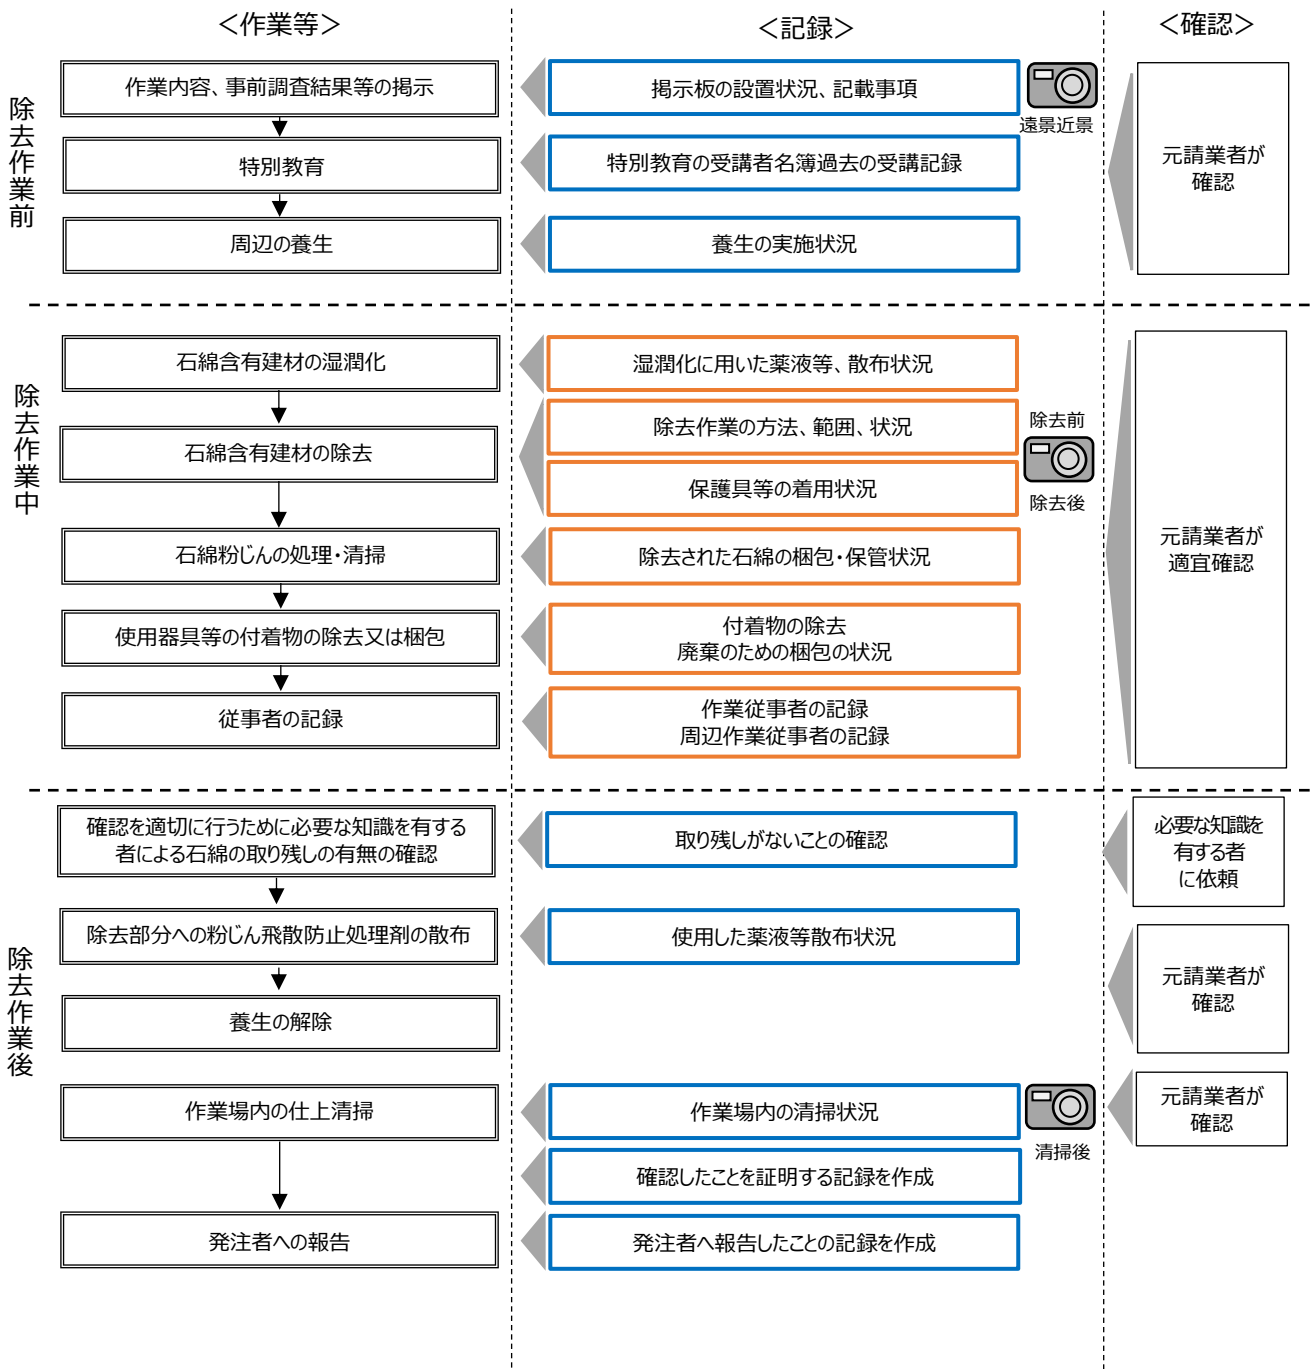 ＜作業等＞
＜記録＞
＜確認＞
除去作業前
作業内容、事前調査結果等の掲示
掲示板の設置状況、記載事項
遠景近景
特別教育
特別教育の受講者名簿過去の受講記録
周辺の養生
養生の実施状況
元請業者が
確認
除去作業中
石綿含有建材の湿潤化
湿潤化に用いた薬液等、散布状況
石綿含有建材の除去
除去作業の方法、範囲、状況
保護具等の着用状況
除去前
除去後
石綿粉じんの処理・清掃
除去された石綿の梱包・保管状況
使用器具等の付着物の除去又は梱包
付着物の除去
廃棄のための梱包の状況
従事者の記録
作業従事者の記録
周辺作業従事者の記録
元請業者が
適宜確認
除去作業後
確認を適切に行うために必要な知識を有する
者による石綿の取り残しの有無の確認
取り残しがないことの確認
必要な知識を
有する者
に依頼
除去部分への粉じん飛散防止処理剤の散布
使用した薬液等散布状況
養生の解除
元請業者が
確認
作業場内の仕上清掃
作業場内の清掃状況
清掃後
元請業者が
確認
確認したことを証明する記録を作成
発注者への報告
発注者へ報告したことの記録を作成